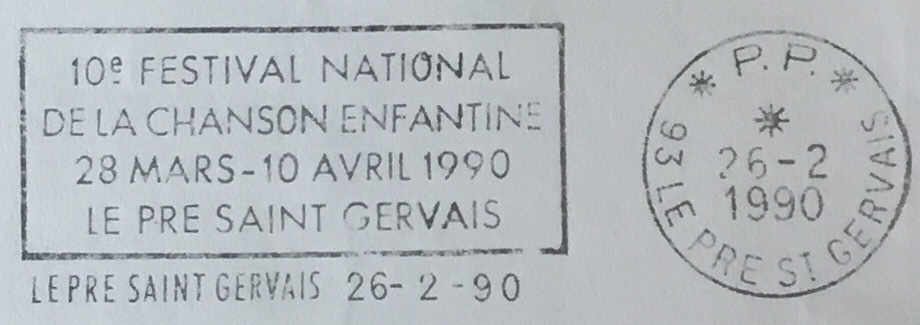 10e FESTIVAL NATIONAL
DE LA CHANSON ENFANTINE
28 MARS-10 AVRIL 1990
LE PRE SAINT GERVAIS
LE PRE SAINT GERVAIS 26-2-90
* P.P. *
*
26-2
1990
93 LE PRE ST GERVAIS